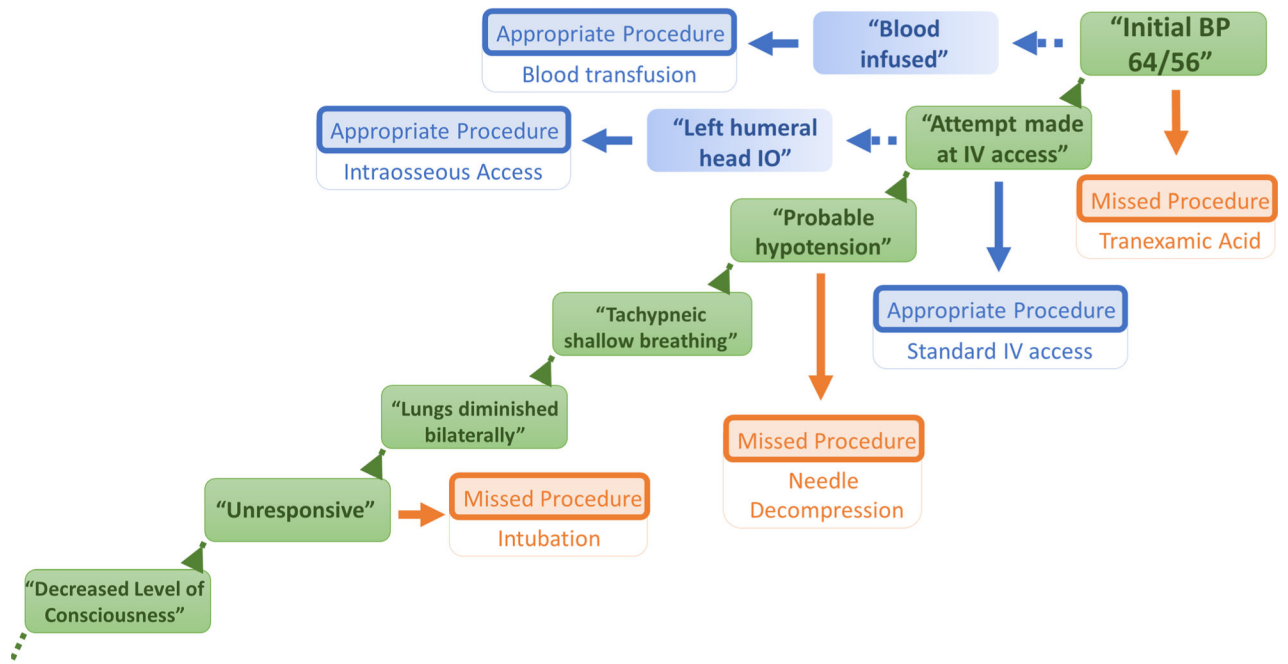 Appropriate Procedure
Blood transfusion
“Blood
infused”
“Initial BP
64/56”
Appropriate Procedure
Intraosseous Access
“Left humeral
head IO”
“Attempt made
at IV access”
Missed Procedure
Tranexamic Acid
“Probable
hypotension”
Appropriate Procedure
Standard IV access
“Tachypneic
shallow breathing”
“Lungs diminished
bilaterally”
Missed Procedure
Needle
Decompression
“Unresponsive”
Missed Procedure
Intubation
“Decreased Level of
Consciousness”